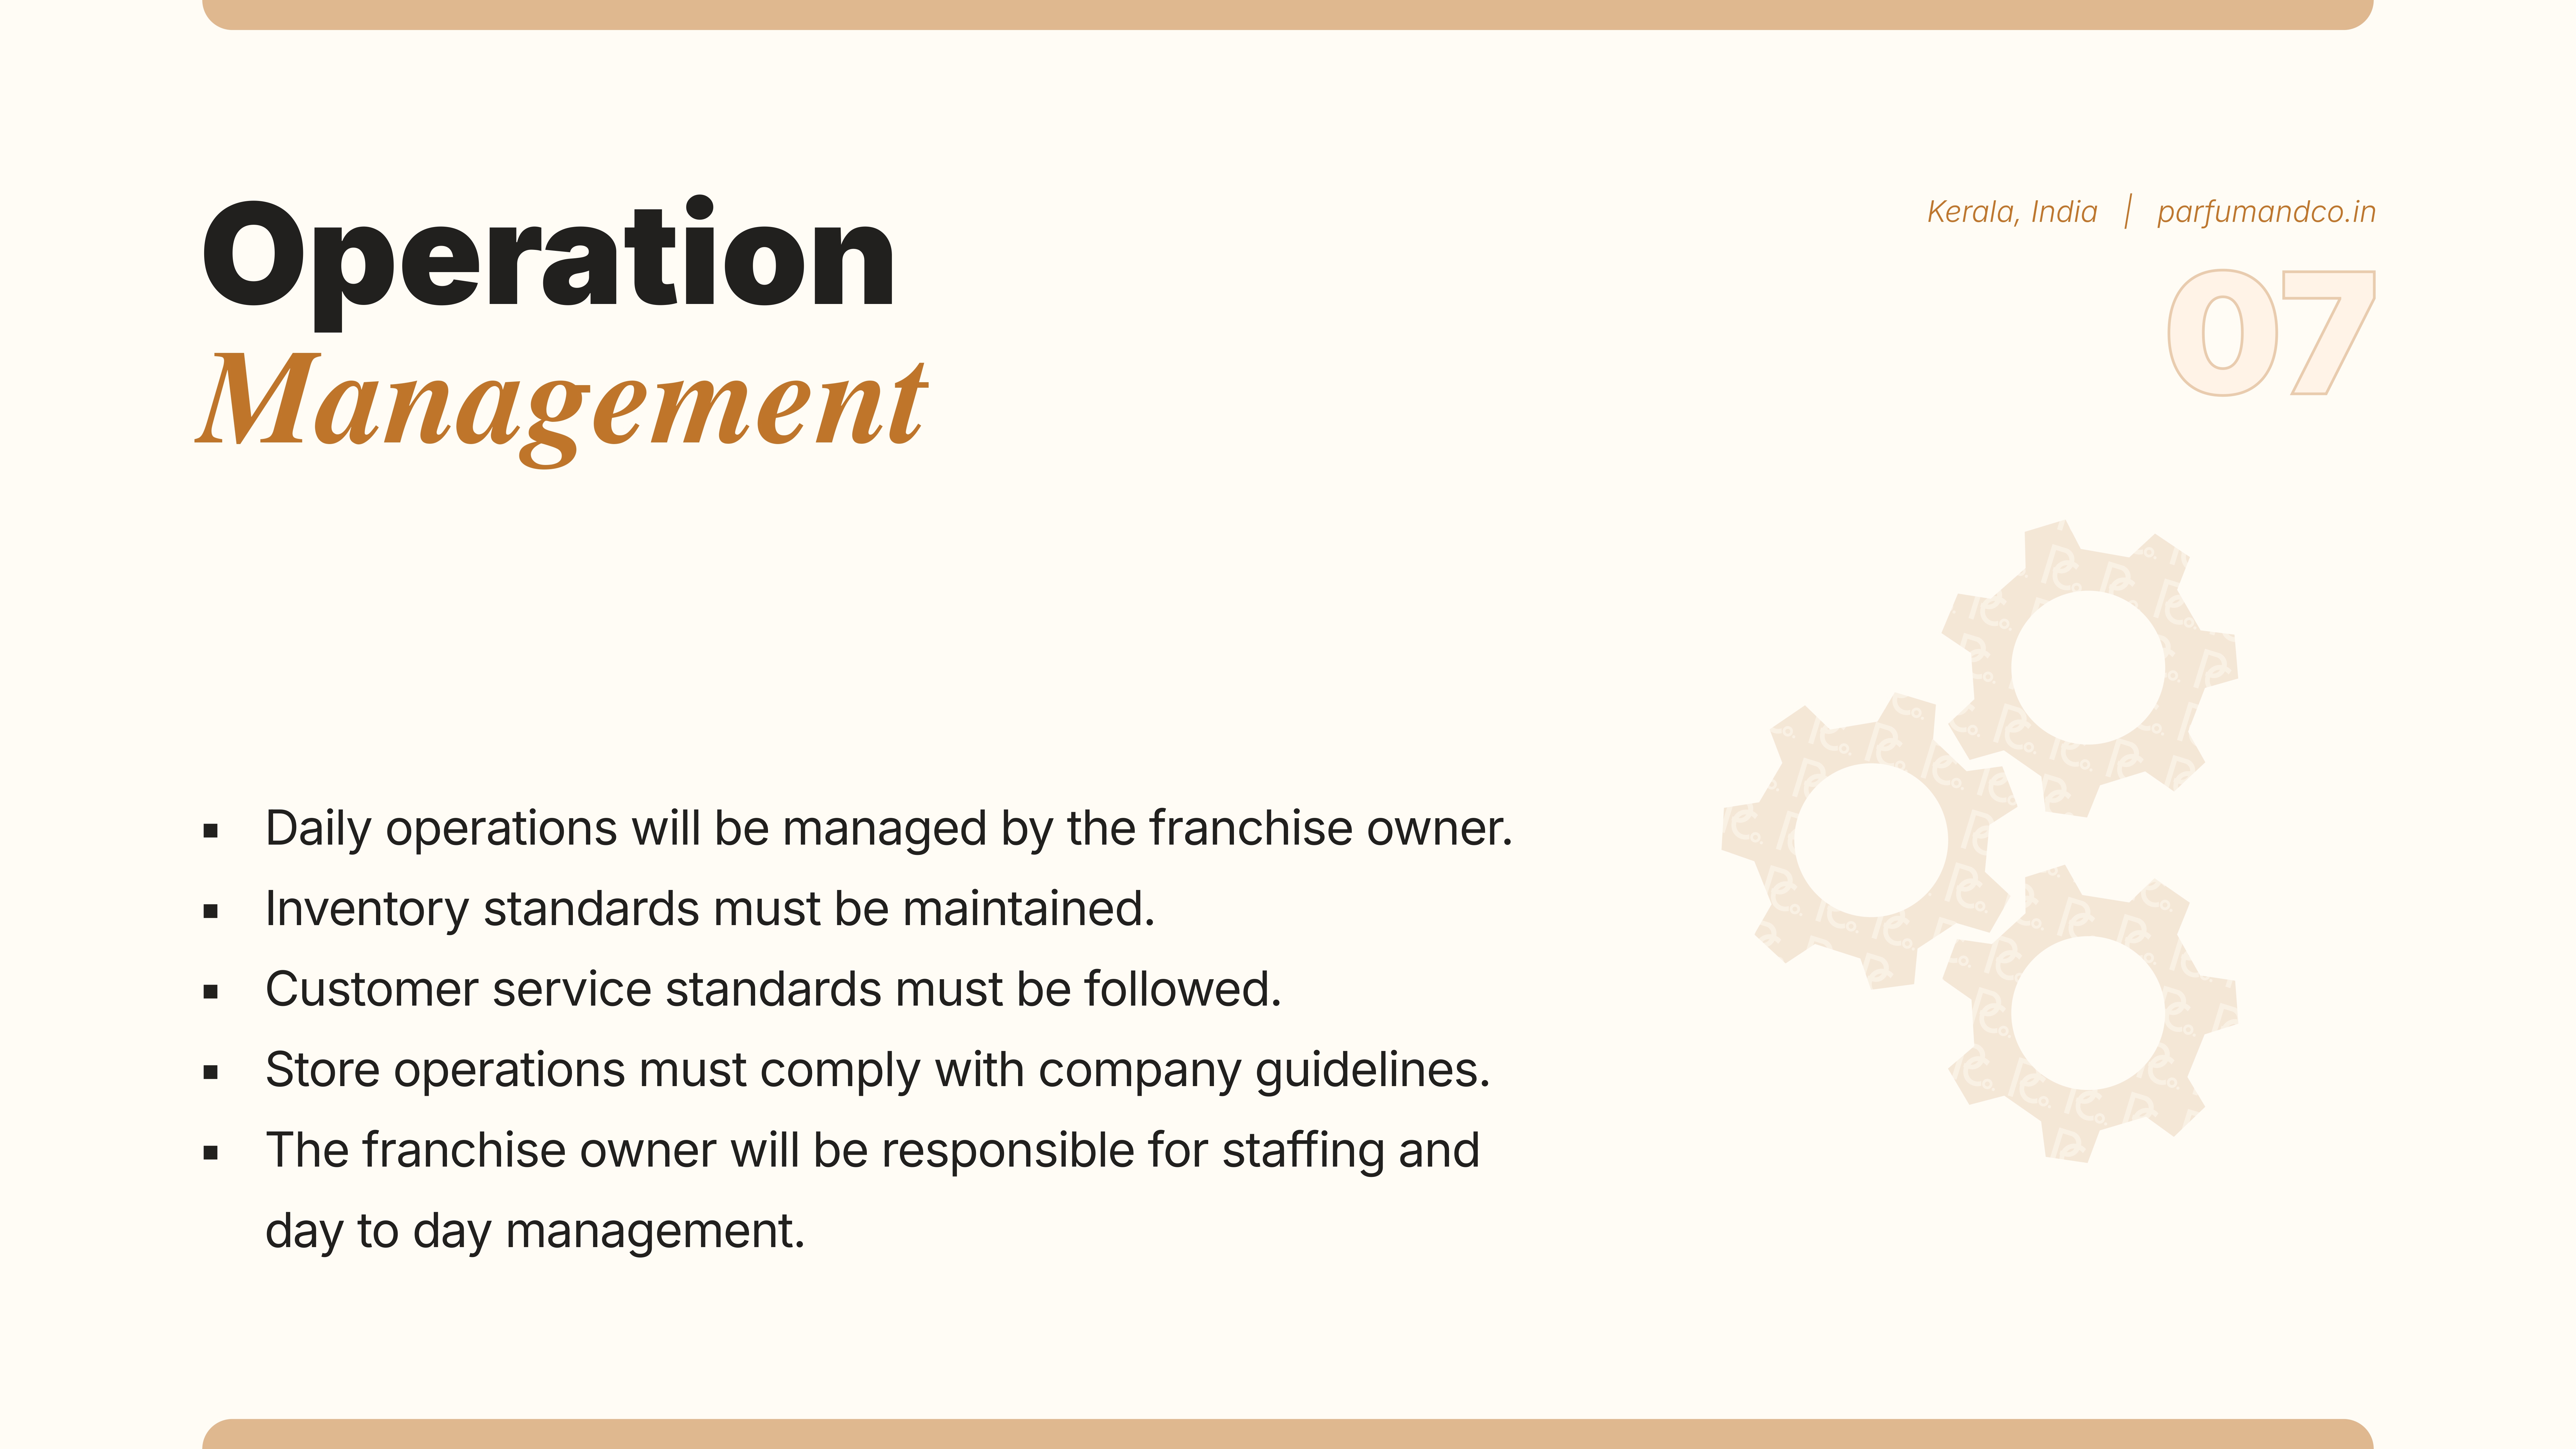 Operation
Management
Kerala, India | parfumandco.in
07
▪ Daily operations will be managed by the franchise owner.
▪ Inventory standards must be maintained.
▪ Customer service standards must be followed.
▪ Store operations must comply with company guidelines.
▪ The franchise owner will be responsible for staffing and
day to day management.